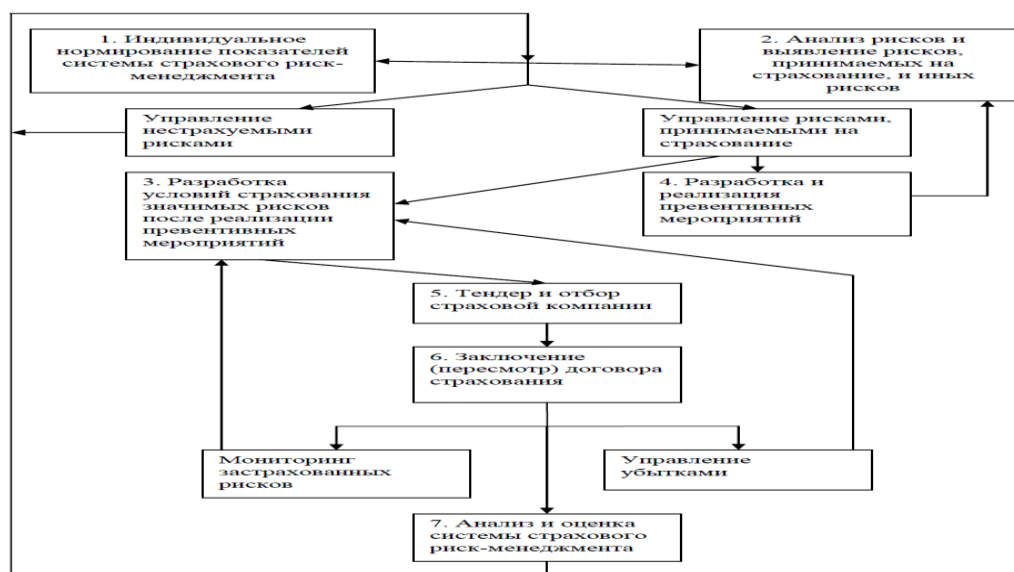 1. Индивидуальное
нормирование показателей
системы страхового риск-
менеджмента
2. Анализ рисков и
выявление рисков,
принимаемых на
страхование, и иных
рисков
Управление
нестрахуемыми
рисками
Управление рисками,
принимаемыми на
страхование
3. Разработка
условий страхования
значимых рисков
после реализации
превентивных
мероприятий
4. Разработка и
реализация
превентивных
мероприятий
5. Тендер и отбор
страховой компании
6. Заключение
(пересмотр) договора
страхования
Мониторинг
застрахованных
рисков
Управление
убытками
7. Анализ и оценка
системы страхового
риск-менеджмента